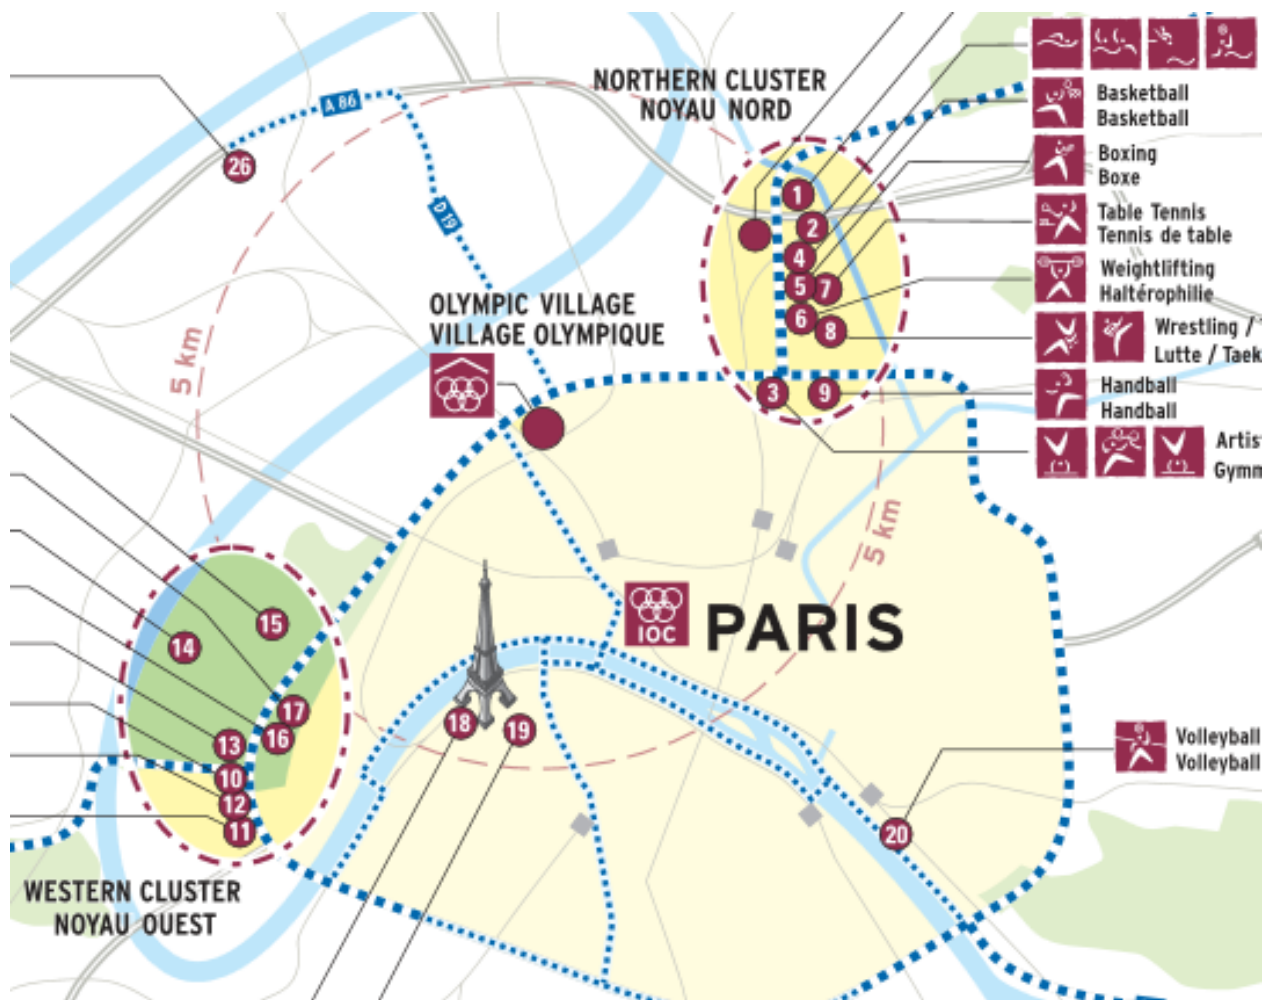 NORTHERN CLUSTER
NOYAU NORD
Basketball
Basketball
Boxing
Boxe
Table Tennis
Tennis de table
Weightlifting
Haltérophilie
Wrestling /
Lutte / Taek
Handball
Handball
Artis
Gymn
A 86
26
D 19
1
2
4
5
7
6
8
3
9
OLYMPIC VILLAGE
VILLAGE OLYMPIQUE
5 km
5 km
IOC
PARIS
15
14
17
16
13
10
12
11
18
19
20
Volleyball
Volleyball
WESTERN CLUSTER
NOYAU OUEST